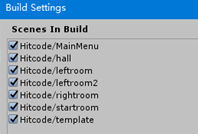 Build Settings
Scenes In Build
Hitcode/MainMenu
Hitcode/hall
Hitcode/leftroom
Hitcode/leftroom2
Hitcode/rightroom
Hitcode/startroom
Hitcode/template